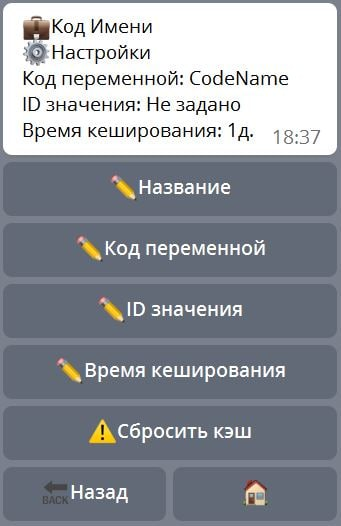 Код Имени
Настройки
Код переменной: CodeName
ID значения: Не задано
Время кеширования: 1д.
18:37
Название
Код переменной
ID значения
Время кеширования
Сбросить кэш
BACK Назад